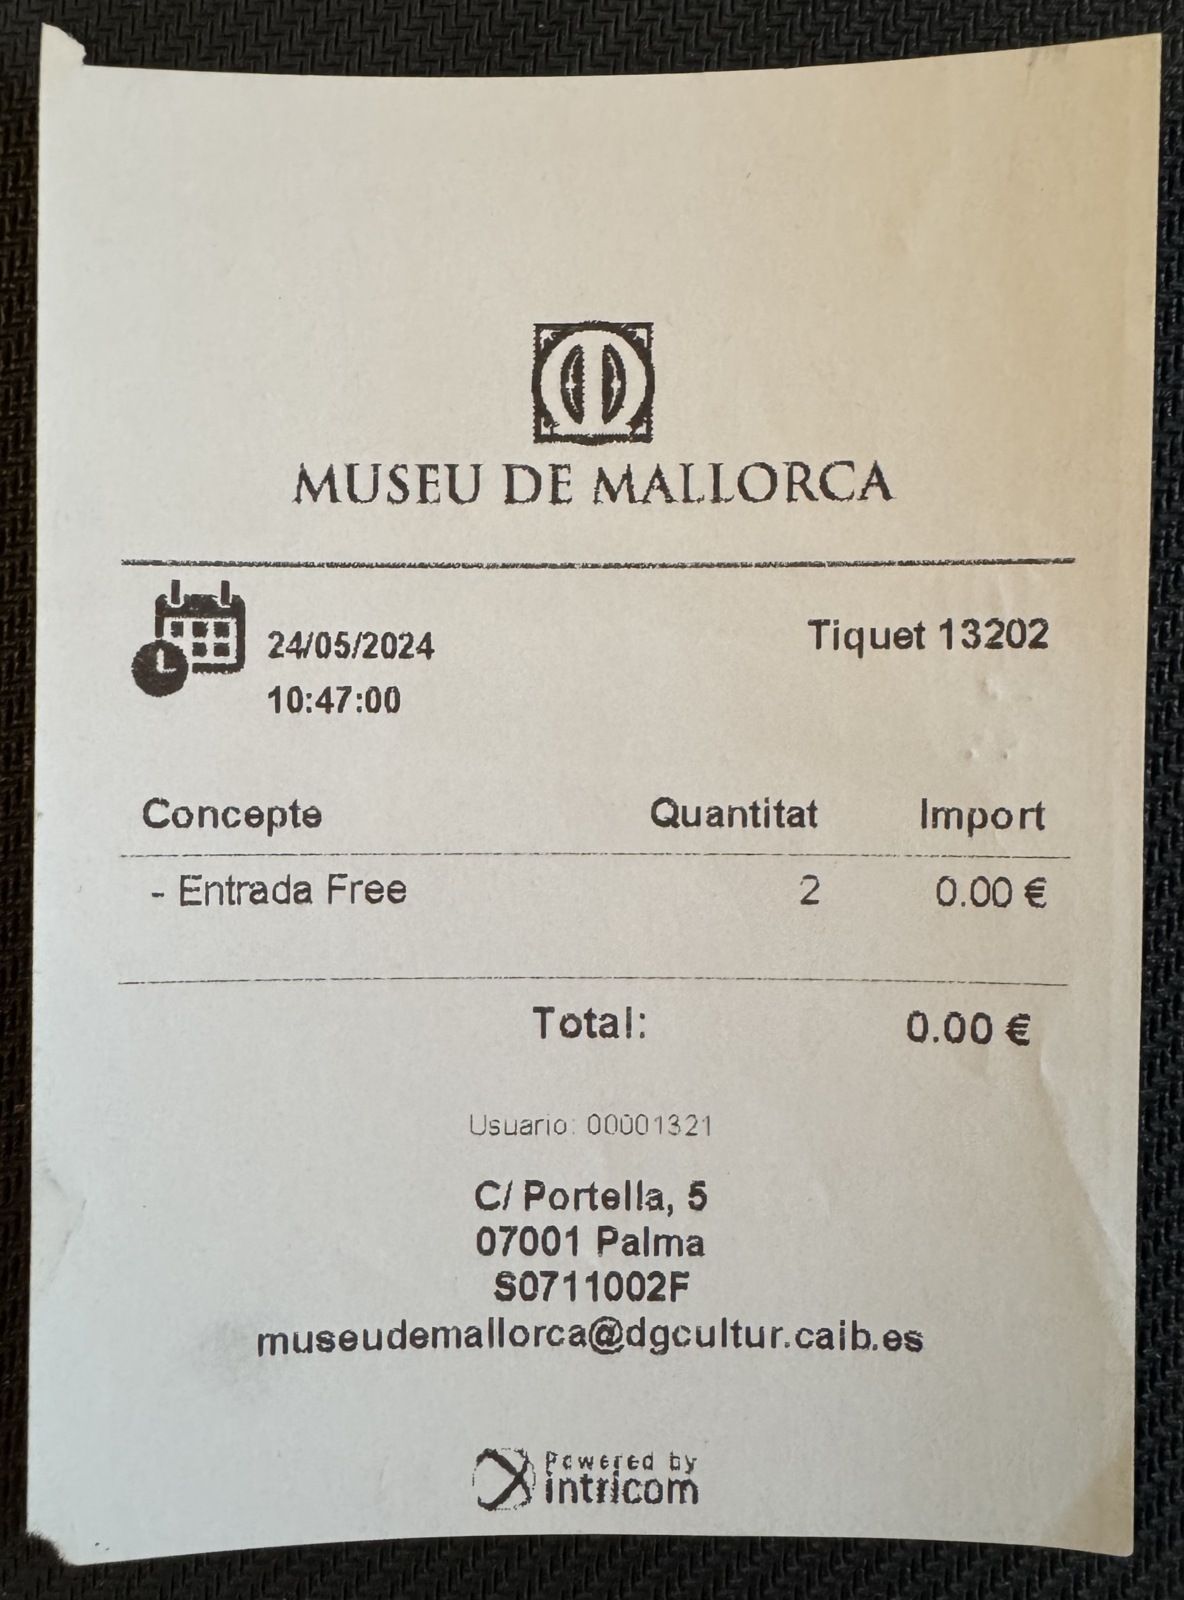 MUSEU DE MALLORCA
24/05/2024
10:47:00
Tiquet 13202
Concepte Quantitat Import
- Entrada Free 2 0.00 €
Total: 0.00 €
Usuario: 00001321
C/ Portella, 5
07001 Palma
S0711002F
museudemallorca@dgcultur.caib.es
Powered by
intricom